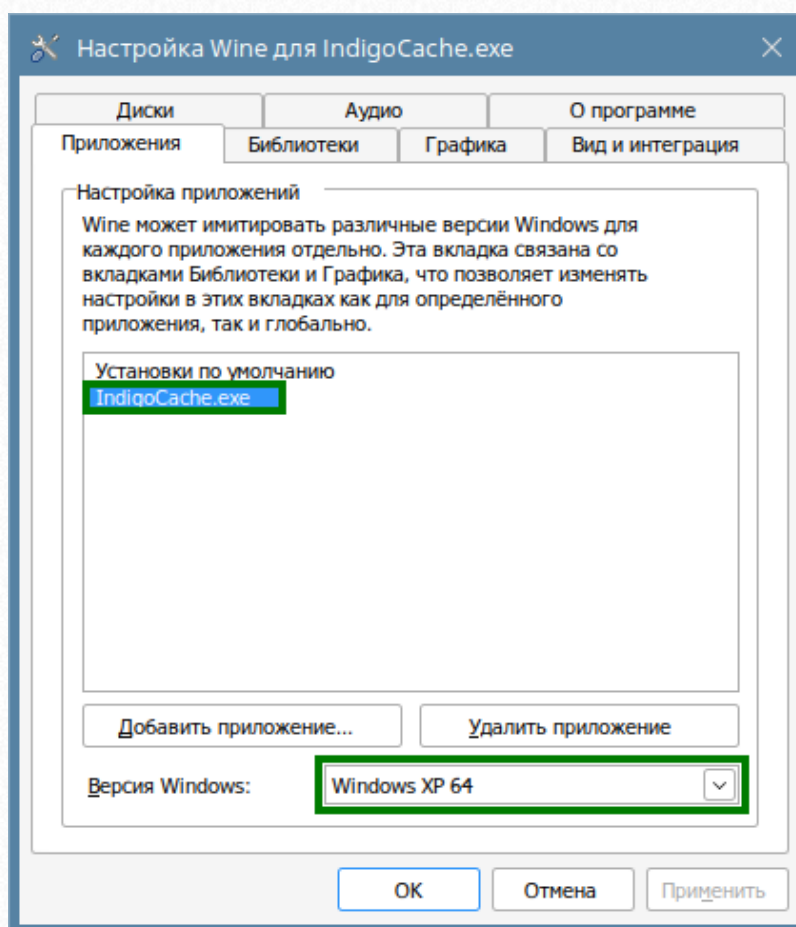 Настройка Wine для IndigoCache.exe
Диски Аудио О программе
Приложения Библиотеки Графика Вид и интеграция
Настройка приложений
Wine может имитировать различные версии Windows для
каждого приложения отдельно. Эта вкладка связана со
вкладками Библиотеки и Графика, что позволяет изменять
настройки в этих вкладках как для определённого
приложения, так и глобально.
Установки по умолчанию
IndigoCache.exe
Добавить приложение... Удалить приложение
Версия Windows: Windows XP 64
ОК Отмена Применить